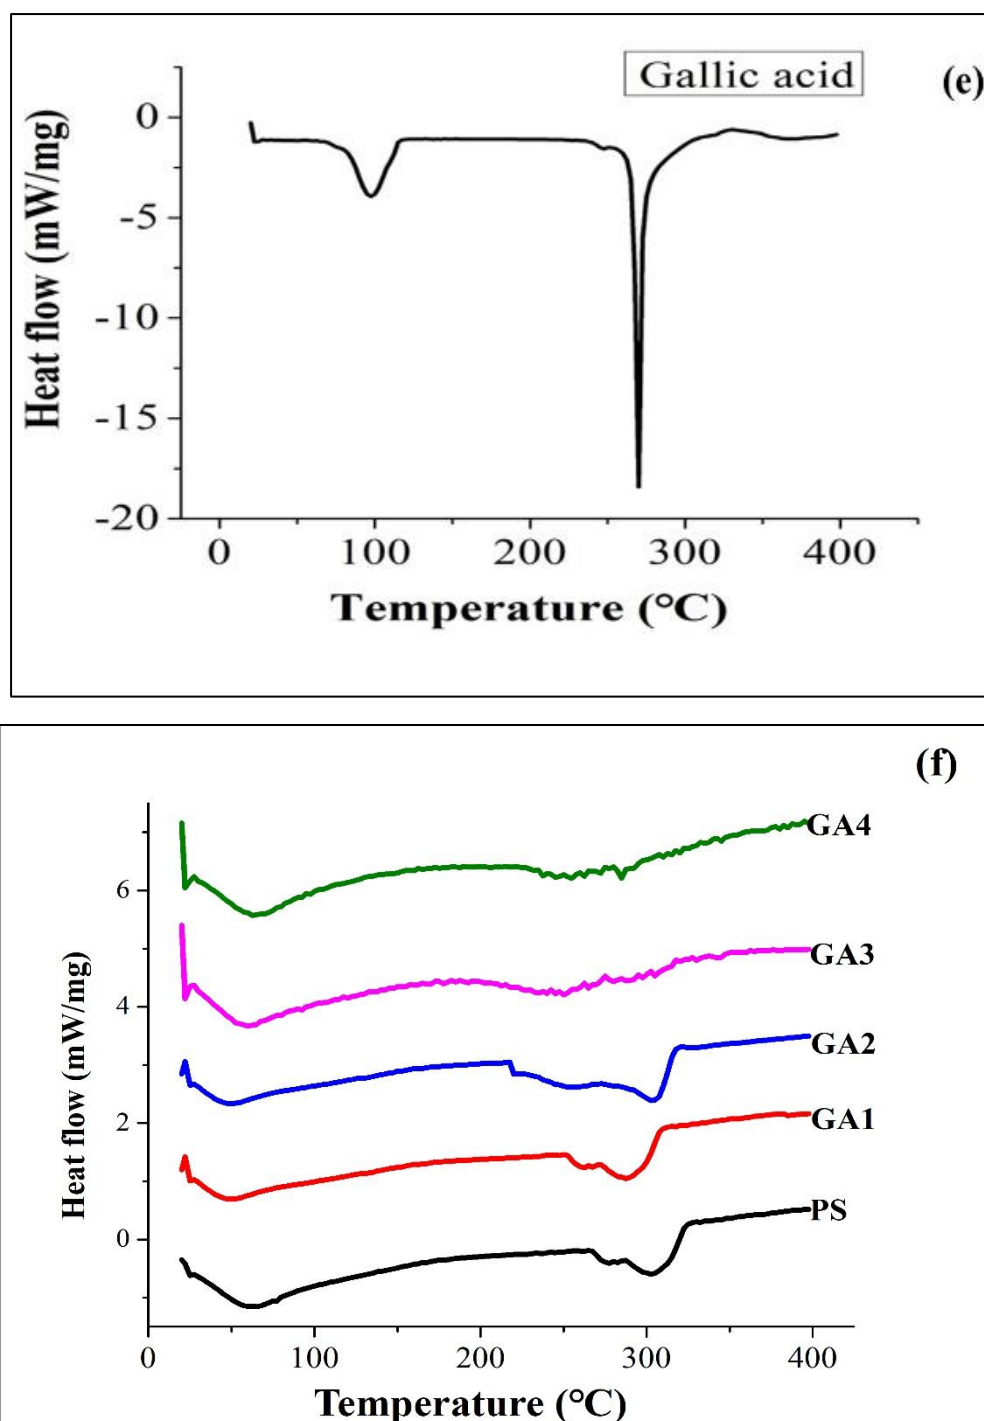 Gallic acid
(e)
0
-5
-10
-15
-20
Heat flow (mW/mg)
0 100 200 300 400
Temperature (°C)
(f)
GA4
6
GA3
4
GA2
2
GA1
PS
0
Heat flow (mW/mg)
0 100 200 300 400
Temperature (°C)